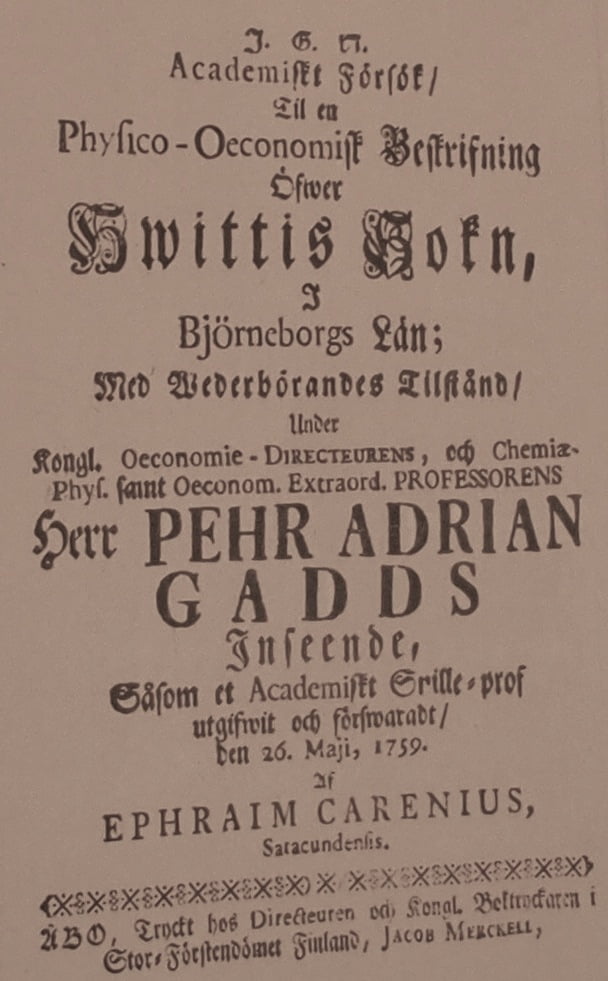 J. G. N.
Academiſkt Förſök/
Til en
Phyſico-Oeconomiſk Beſkrifning
Öfwer
Hwittis Sokn,
J
Björneborgs Län;
Med Wederbörandes Tilſtånd/
Under
Kongl. Oeconomie-DIRECTEURENS, och Chemiæ-
Phyſ. ſamt Oeconom. Extraord. PROFESSORENS
Herr PEHR ADRIAN
GADDS
Inſeende,
Såſom et Academiſkt Grille-prof
utgifwit och förſwaradt/
den 26. Maji, 1759.
Af
EPHRAIM CARENIUS,
Satacundenſis.
ÅBO, Tryckt hos Directeuren och Kongl. Boktryckaren i
Stor-Förſtendömet Finland, JACOB MERCKELL,